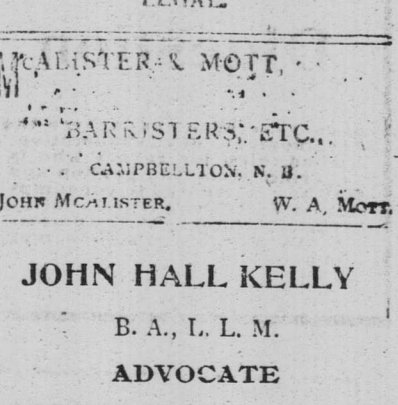 McALISTER & MOTT,
BARRISTERS, ETC.,
CAMPBELLTON, N. B.
JOHN MCALISTER. W. A. MOTT.
JOHN HALL KELLY
B. A., L. L. M.
ADVOCATE